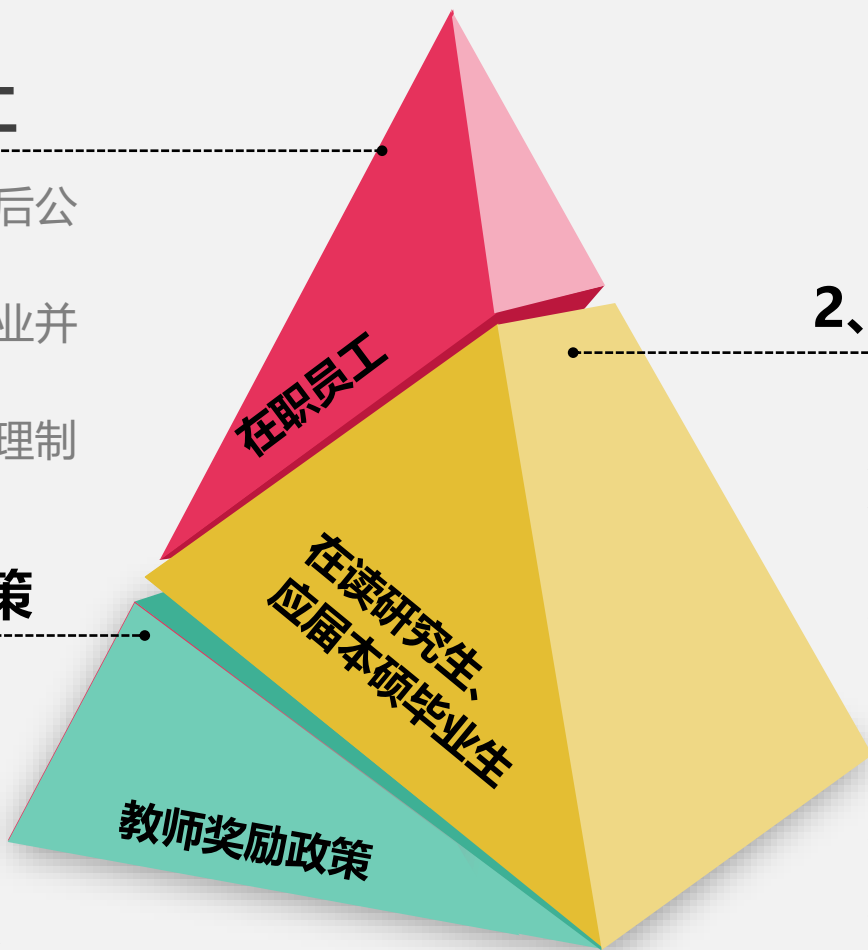 工
后公
业并
理制
2、
在职员工
在读研究生、
应届本硕毕业生
策
教师奖励政策